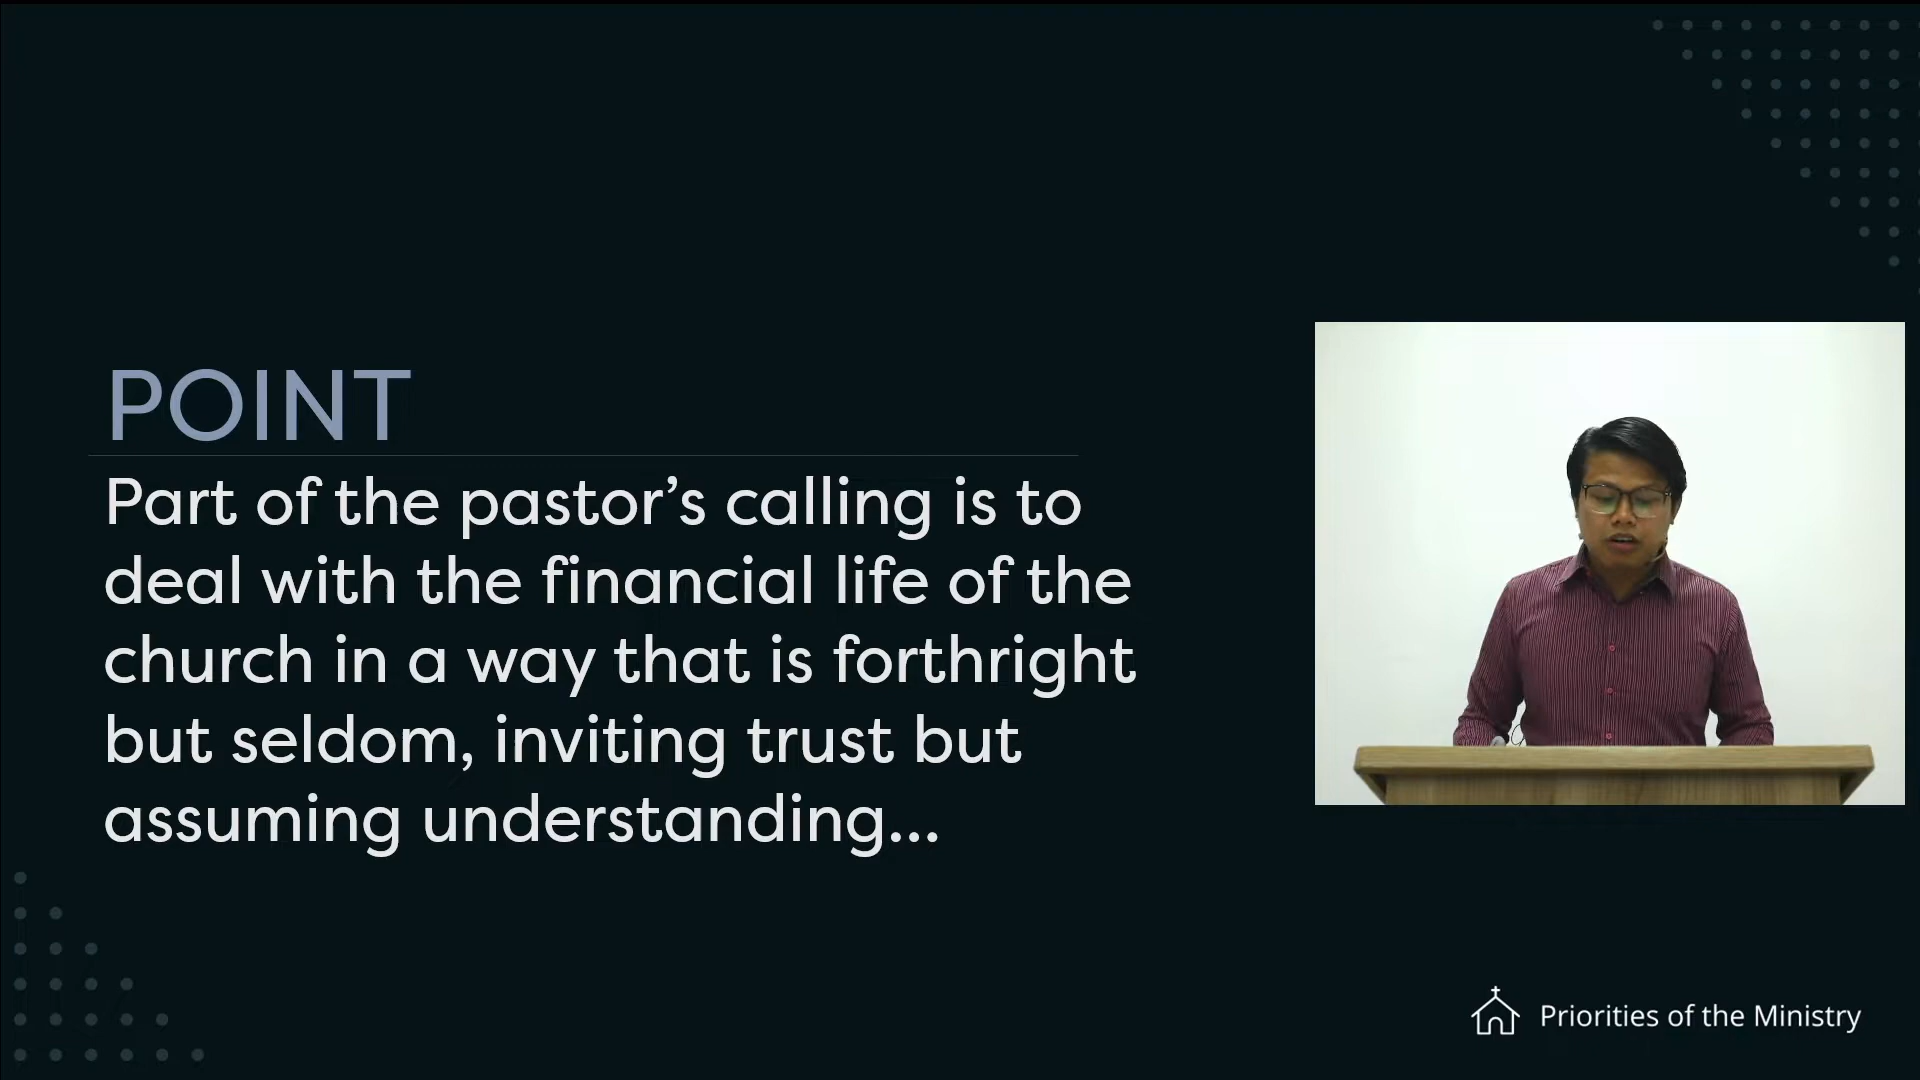 POINT
Part of the pastor’s calling is to
deal with the financial life of the
church in a way that is forthright
but seldom, inviting trust but
assuming understanding...
Priorities of the Ministry